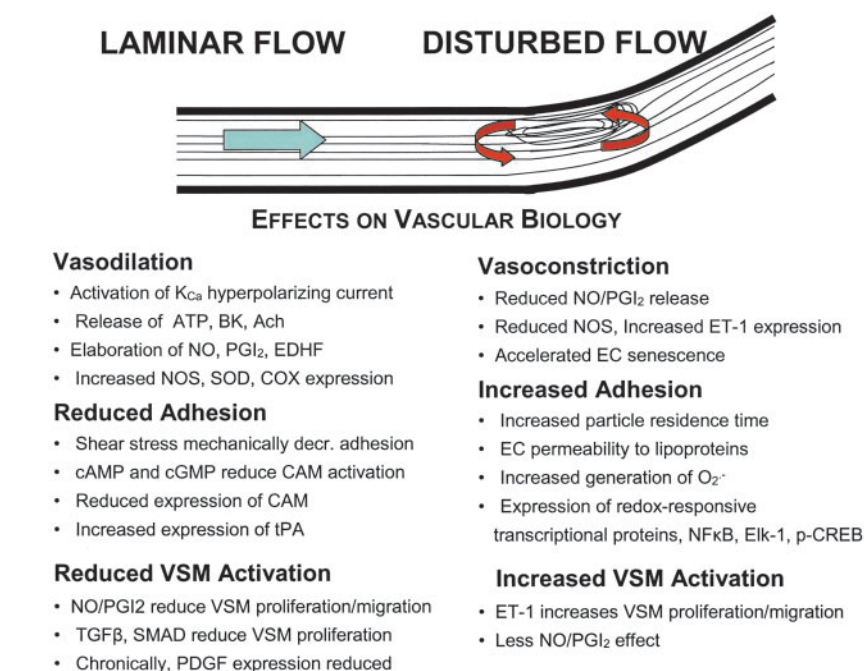 LAMINAR FLOW
DISTURBED FLOW
EFFECTS ON VASCULAR BIOLOGY
Vasodilation
• Activation of KCa hyperpolarizing current
• Release of ATP, BK, Ach
• Elaboration of NO, PGI2, EDHF
• Increased NOS, SOD, COX expression
Reduced Adhesion
• Shear stress mechanically decr. adhesion
• cAMP and cGMP reduce CAM activation
• Reduced expression of CAM
• Increased expression of tPA
Reduced VSM Activation
• NO/PGI2 reduce VSM proliferation/migration
• TGFβ, SMAD reduce VSM proliferation
• Chronically, PDGF expression reduced
Vasoconstriction
• Reduced NO/PGI2 release
• Reduced NOS, Increased ET-1 expression
• Accelerated EC senescence
Increased Adhesion
• Increased particle residence time
• EC permeability to lipoproteins
• Increased generation of O2·-
• Expression of redox-responsive
transcriptional proteins, NFκB, Elk-1, p-CREB
Increased VSM Activation
• ET-1 increases VSM proliferation/migration
• Less NO/PGI2 effect